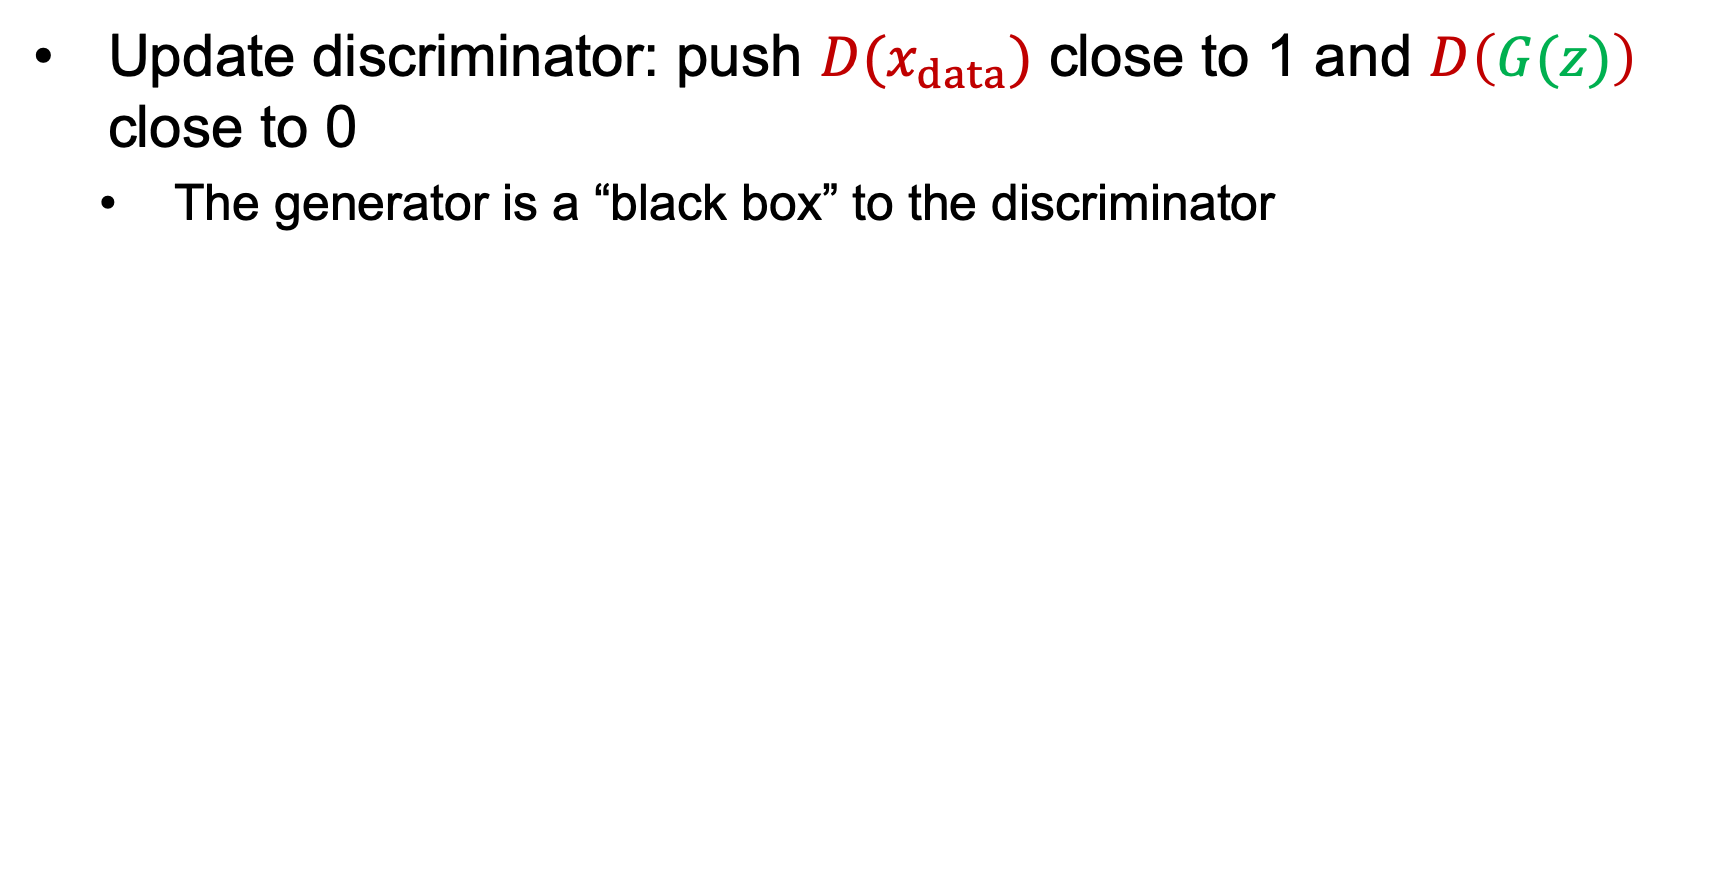 • Update discriminator: push D(x_data) close to 1 and D(G(z))
close to 0
• The generator is a “black box” to the discriminator